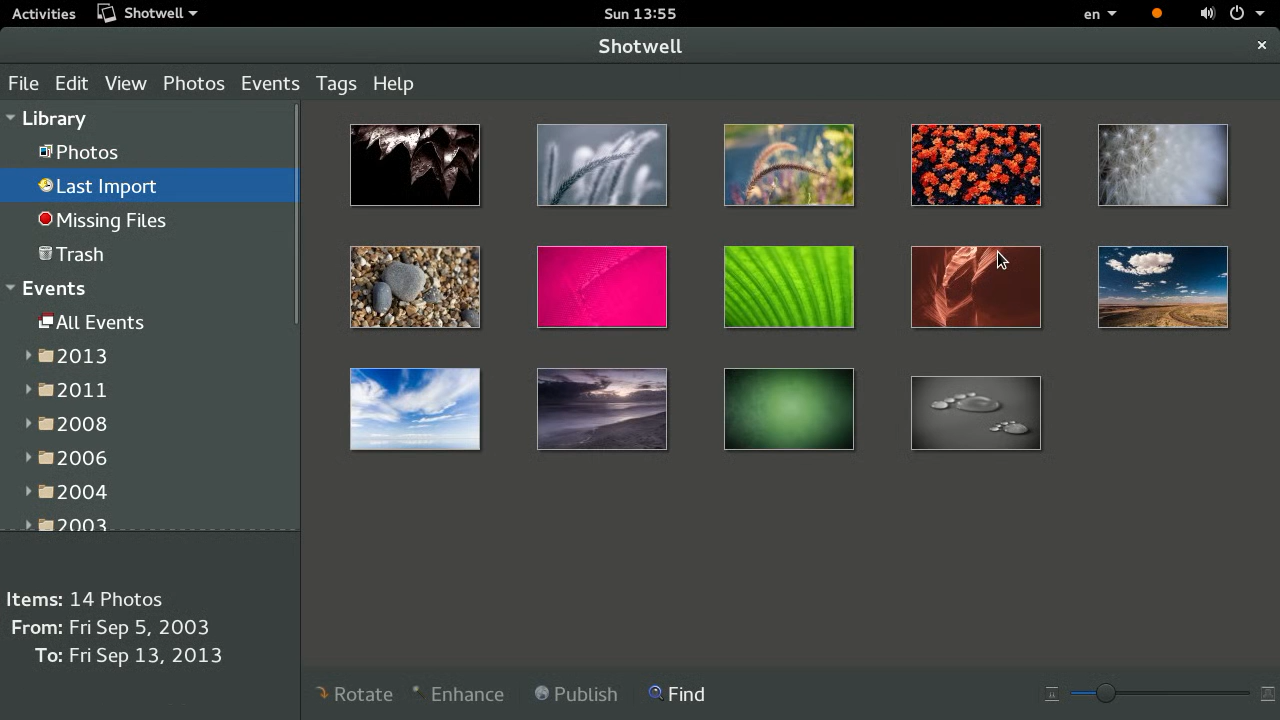 Activities Shotwell Sun 13:55 en
Shotwell
File Edit View Photos Events Tags Help
Library
Photos
Last Import
Missing Files
Trash
Events
All Events
2013
2011
2008
2006
2004
2003
Items: 14 Photos
From: Fri Sep 5, 2003
To: Fri Sep 13, 2013
Rotate Enhance Publish Find